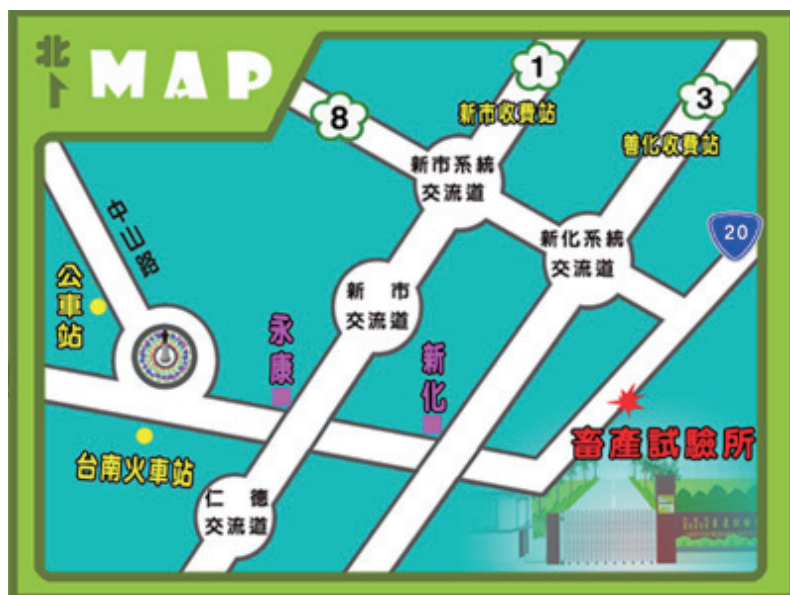 北
MAP
1
8
3
新市收費站
善化收費站
新市系統
交流道
20
新化系統
交流道
中山路
公車站
新市
交流道
永康
新化
畜產試驗所
台南火車站
仁德
交流道